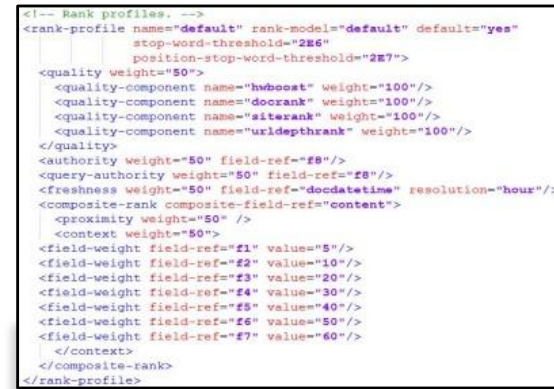 <!-- Rank profiles. -->
<rank-profile name="default" rank-model="default" default="yes"
stop-word-threshold="2E6"
position-stop-word-threshold="2E7">
<quality weight="50">
<quality-component name="hwboost" weight="100"/>
<quality-component name="docrank" weight="100"/>
<quality-component name="siterank" weight="100"/>
<quality-component name="urldepthrank" weight="100"/>
</quality>
<authority weight="50" field-ref="f8"/>
<query-authority weight="50" field-ref="f8"/>
<freshness weight="50" field-ref="docdatetime" resolution="hour"/>
<composite-rank composite-field-ref="content">
<proximity weight="50" />
<context weight="50">
<field-weight field-ref="f1" value="5"/>
<field-weight field-ref="f2" value="10"/>
<field-weight field-ref="f3" value="20"/>
<field-weight field-ref="f4" value="30"/>
<field-weight field-ref="f5" value="40"/>
<field-weight field-ref="f6" value="50"/>
<field-weight field-ref="f7" value="60"/>
</context>
</composite-rank>
</rank-profile>